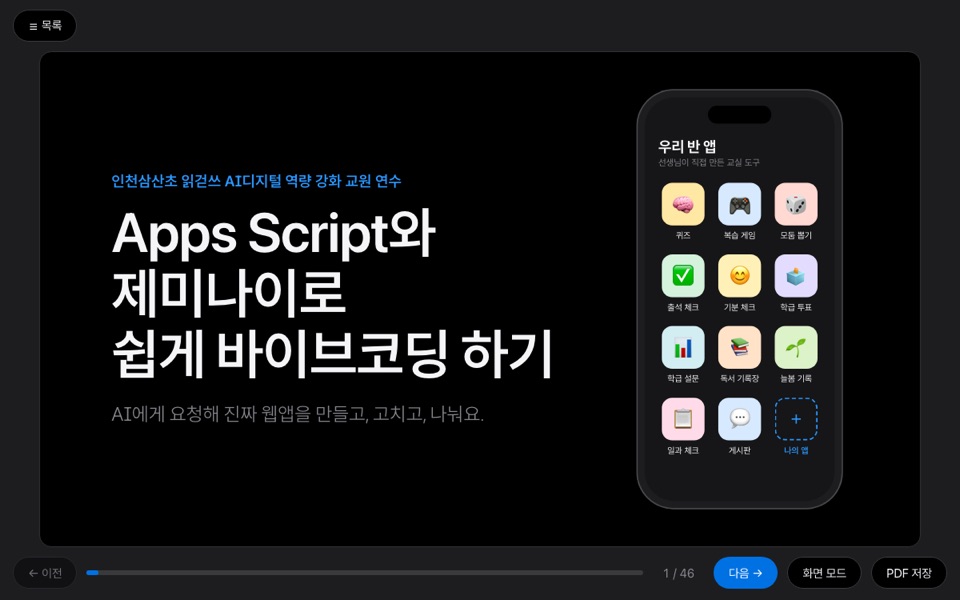 ≡ 목록
인천삼산초 읽걷쓰 AI디지털 역량 강화 교원 연수
Apps Script와
제미나이로
쉽게 바이브코딩 하기
AI에게 요청해 진짜 웹앱을 만들고, 고치고, 나눠요.
우리 반 앱
선생님이 직접 만든 교실 도구
퀴즈 복습 게임 모둠 뽑기
출석 체크 기분 체크 학급 투표
학급 설문 독서 기록장 늘봄 기록
일과 체크 게시판 나의 앱
← 이전
1 / 46
다음 →
화면 모드
PDF 저장